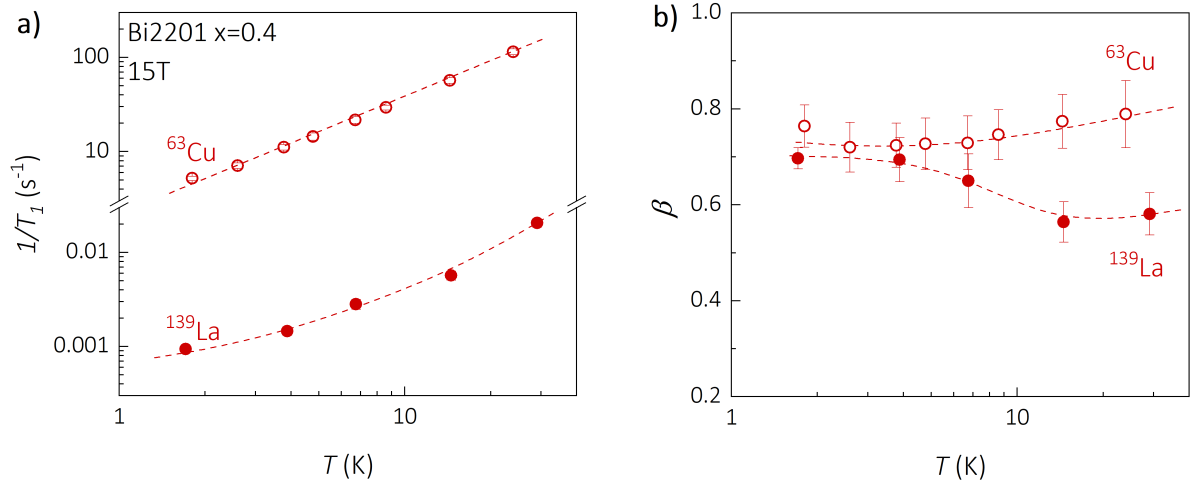 a)
Bi2201 x=0.4
15T
100
10
0.01
0.001
⁶³Cu
¹³⁹La
1/T₁ (s⁻¹)
1
10
T (K)
b)
1.0
0.8
0.6
0.4
0.2
⁶³Cu
¹³⁹La
β
1
10
T (K)